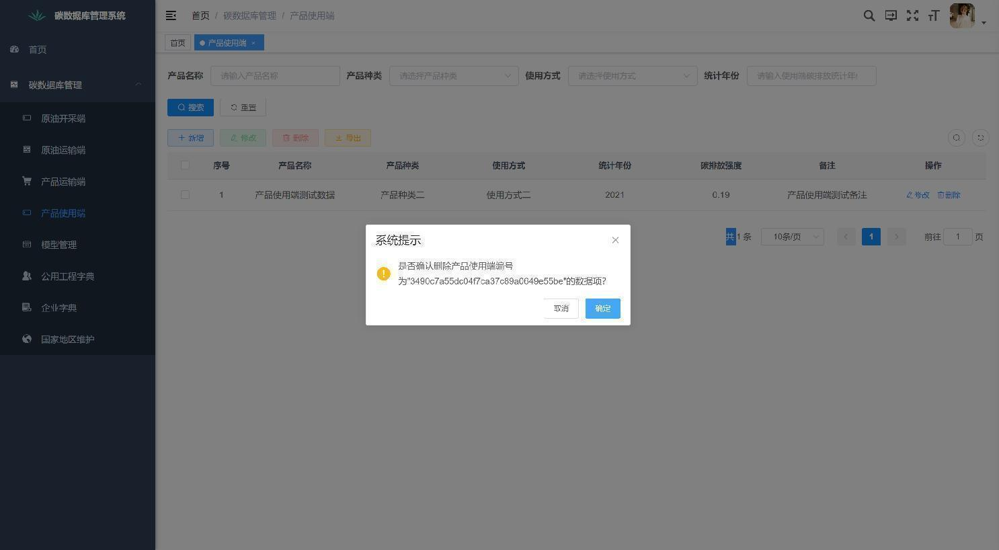 碳数据库管理系统
首页 / 碳数据库管理 / 产品使用端
首页
碳数据库管理
原油开采端
原油运输端
产品运输端
产品使用端
模型管理
公用工程字典
企业字典
国家地区维护
首页 产品使用端 ×
产品名称 请输入产品名称 产品种类 请选择产品种类 使用方式 请选择使用方式 统计年份 请输入使用端碳排放统计年份
搜索 重置
新增 修改 删除 导出
序号 产品名称 产品种类 使用方式 统计年份 碳排放强度 备注 操作
1 产品使用端测试数据 产品种类二 使用方式二 2021 0.19 产品使用端测试备注 修改 删除
共 1 条 10条/页 1 前往 1 页
系统提示
是否确认删除产品使用端编号
为"3490c7a55dc04f7ca37c89a0649e55be"的数据项？
取消 确定